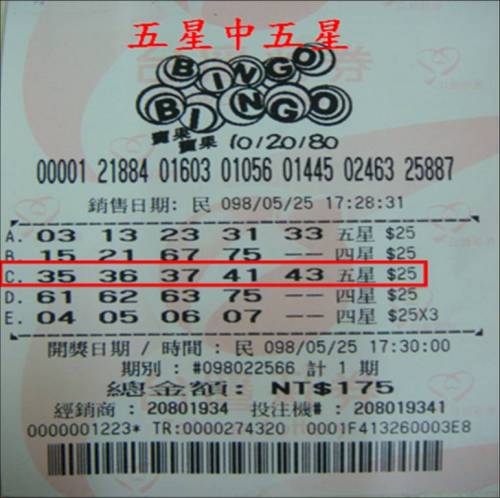 五星中五星
BINGO
BINGO
賓果
賓果 10/20/80
00001 21884 01603 01056 01445 02463 25887
銷售日期: 民 098/05/25 17:28:31
A. 03 13 23 31 33 五星 $25
B. 15 21 67 75 -- 四星 $25
C. 35 36 37 41 43 五星 $25
D. 61 62 63 75 -- 四星 $25
E. 04 05 06 07 -- 四星 $25X3
開獎日期 / 時間 : 民 098/05/25 17:30:00
期別 : #098022566 計 1 期
總金額: NT$175
經銷商 : 20801934 投注機# : 208019341
0000001223* TR:0000274320 0001F413260003E8